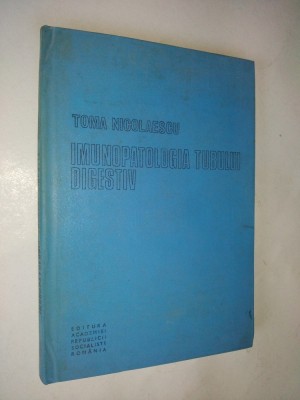 TOMA NICOLAESCU
IMUNOPATOLOGIA TUBULUI
DIGESTIV
EDITURA
ACADEMIEI
REPUBLICII
SOCIALISTE
ROMÂNIA